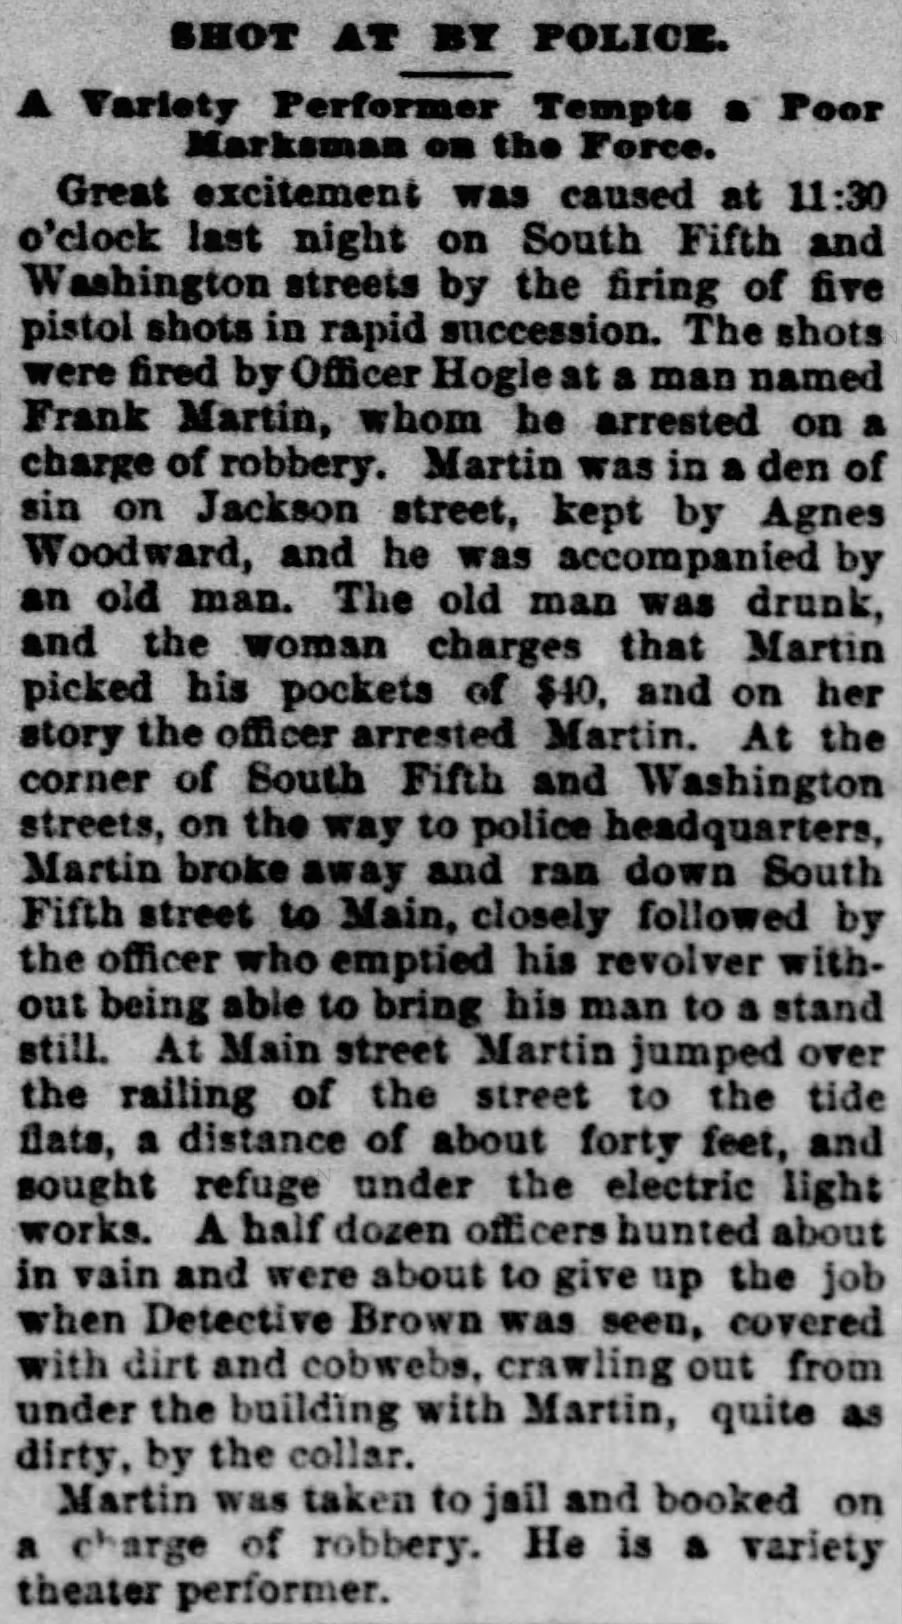 SHOT AT BY POLICE.
A Variety Performer Tempts a Poor
Marksman on the Force.
Great excitement was caused at 11:30
o'clock last night on South Fifth and
Washington streets by the firing of five
pistol shots in rapid succession. The shots
were fired by Officer Hogle at a man named
Frank Martin, whom he arrested on a
charge of robbery. Martin was in a den of
sin on Jackson street, kept by Agnes
Woodward, and he was accompanied by
an old man. The old man was drunk,
and the woman charges that Martin
picked his pockets of $40, and on her
story the officer arrested Martin. At the
corner of South Fifth and Washington
streets, on the way to police headquarters,
Martin broke away and ran down South
Fifth street to Main, closely followed by
the officer who emptied his revolver with-
out being able to bring his man to a stand
still. At Main street Martin jumped over
the railing of the street to the tide
flats, a distance of about forty feet, and
sought refuge under the electric light
works. A half dozen officers hunted about
in vain and were about to give up the job
when Detective Brown was seen, covered
with dirt and cobwebs, crawling out from
under the building with Martin, quite as
dirty, by the collar.
Martin was taken to jail and booked on
a charge of robbery. He is a variety
theater performer.